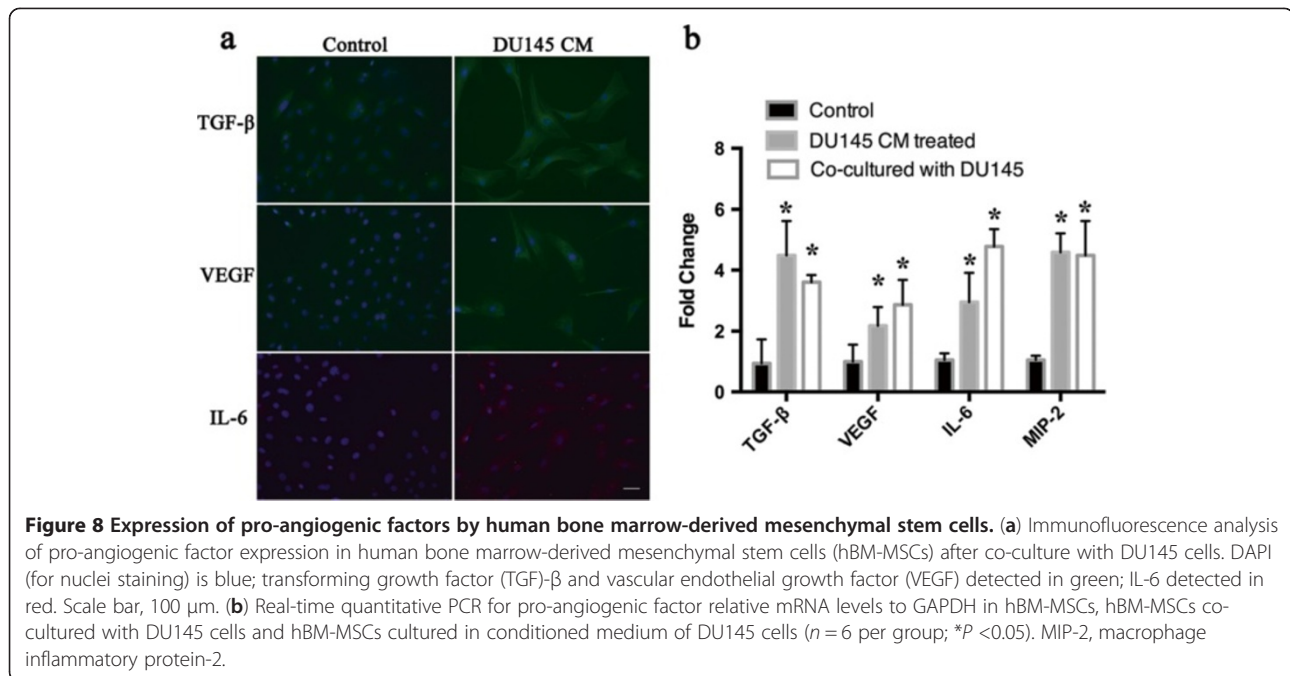 a
Control
DU145 CM
TGF-β
VEGF
IL-6
b
Control
DU145 CM treated
Co-cultured with DU145
Fold Change
8
6
4
2
0
* * * * * * * *
TGF-β
VEGF
IL-6
MIP-2
Figure 8 Expression of pro-angiogenic factors by human bone marrow-derived mesenchymal stem cells. (a) Immunofluorescence analysis
of pro-angiogenic factor expression in human bone marrow-derived mesenchymal stem cells (hBM-MSCs) after co-culture with DU145 cells. DAPI
(for nuclei staining) is blue; transforming growth factor (TGF)-β and vascular endothelial growth factor (VEGF) detected in green; IL-6 detected in
red. Scale bar, 100 μm. (b) Real-time quantitative PCR for pro-angiogenic factor relative mRNA levels to GAPDH in hBM-MSCs, hBM-MSCs co-
cultured with DU145 cells and hBM-MSCs cultured in conditioned medium of DU145 cells (n = 6 per group; *P <0.05). MIP-2, macrophage
inflammatory protein-2.